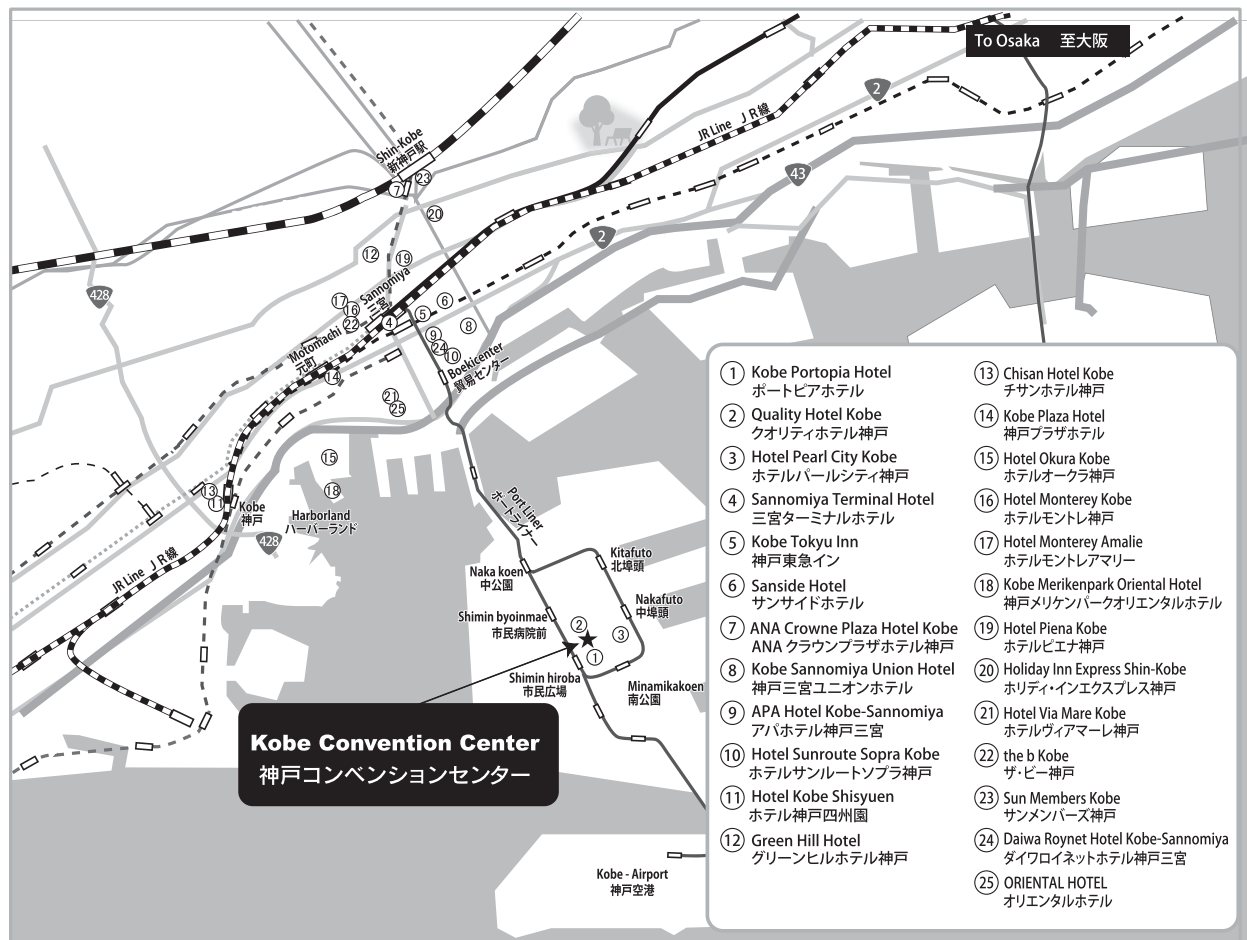 To Osaka 至大阪
2
JR Line ＪＲ線
Shin-Kobe
新神戸駅
43
23
7
20
2
12
19
428
Sannomiya
三宮
17
16
22
4
5
6
8
9
24
10
Motomachi
元町
Boekicenter
貿易センター
14
21
25
15
18
13
11
Kobe
神戸
Harborland
ハーバーランド
428
Port Liner
ポートライナー
JR Line ＪＲ線
Kitafuto
北埠頭
Naka koen
中公園
Nakafuto
中埠頭
Shimin byoinmae
市民病院前
2
3
1
Shimin hiroba
市民広場
Minamikakoen
南公園
Kobe Convention Center
神戸コンベンションセンター
Kobe - Airport
神戸空港
1 Kobe Portopia Hotel
ポートピアホテル
2 Quality Hotel Kobe
クオリティホテル神戸
3 Hotel Pearl City Kobe
ホテルパールシティ神戸
4 Sannomiya Terminal Hotel
三宮ターミナルホテル
5 Kobe Tokyu Inn
神戸東急イン
6 Sanside Hotel
サンサイドホテル
7 ANA Crowne Plaza Hotel Kobe
ANA クラウンプラザホテル神戸
8 Kobe Sannomiya Union Hotel
神戸三宮ユニオンホテル
9 APA Hotel Kobe-Sannomiya
アパホテル神戸三宮
10 Hotel Sunroute Sopra Kobe
ホテルサンルートソプラ神戸
11 Hotel Kobe Shisyuen
ホテル神戸四州園
12 Green Hill Hotel
グリーンヒルホテル神戸
13 Chisan Hotel Kobe
チサンホテル神戸
14 Kobe Plaza Hotel
神戸プラザホテル
15 Hotel Okura Kobe
ホテルオークラ神戸
16 Hotel Monterey Kobe
ホテルモントレ神戸
17 Hotel Monterey Amalie
ホテルモントレアマリー
18 Kobe Merikenpark Oriental Hotel
神戸メリケンパークオリエンタルホテル
19 Hotel Piena Kobe
ホテルピエナ神戸
20 Holiday Inn Express Shin-Kobe
ホリディ・インエクスプレス神戸
21 Hotel Via Mare Kobe
ホテルヴィアマーレ神戸
22 the b Kobe
ザ・ビー神戸
23 Sun Members Kobe
サンメンバーズ神戸
24 Daiwa Roynet Hotel Kobe-Sannomiya
ダイワロイネットホテル神戸三宮
25 ORIENTAL HOTEL
オリエンタルホテル